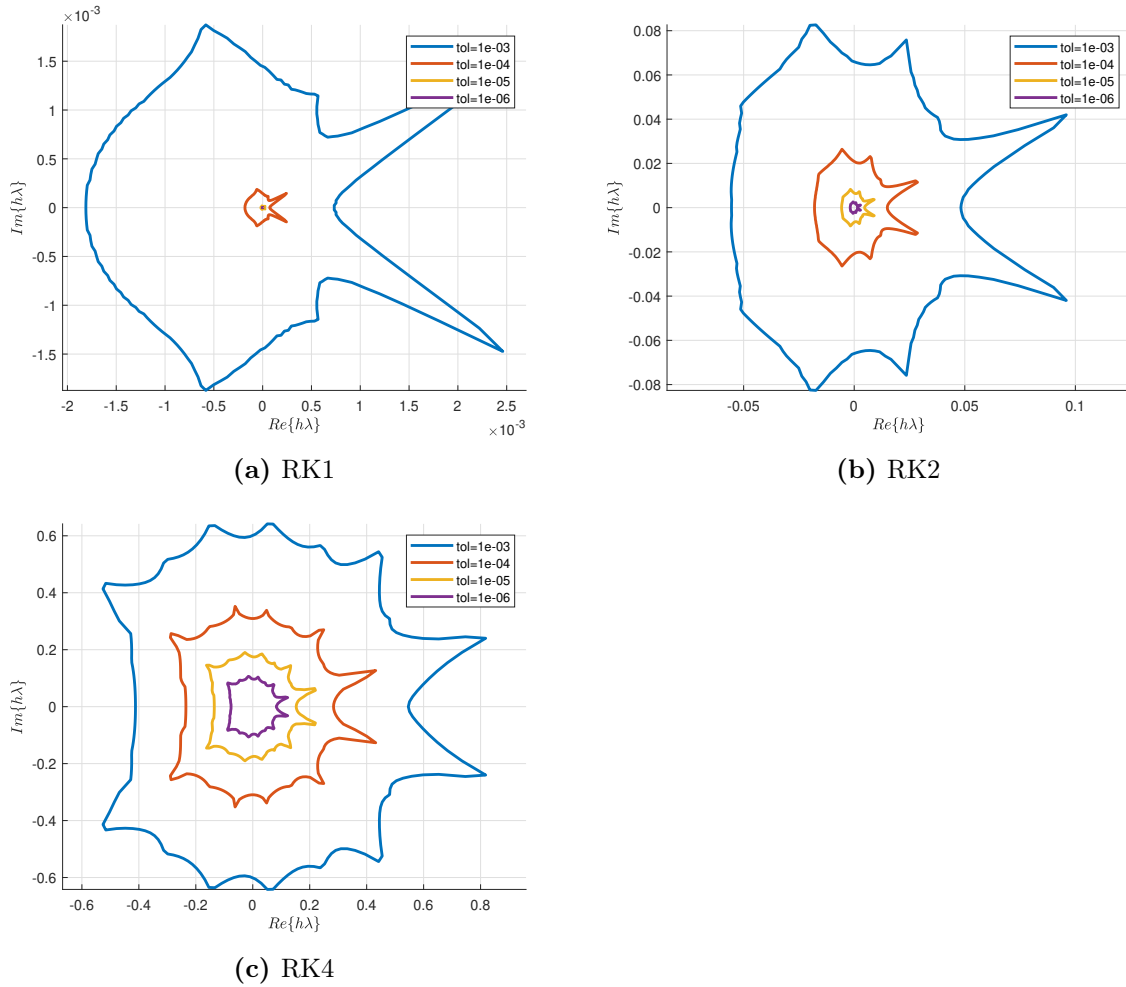 ×10⁻³
1.5
1
0.5
0
-0.5
-1
-1.5
Im{hλ}
-2
-1.5
-1
-0.5
0
0.5
1
1.5
2
2.5
Re{hλ}
×10⁻³
tol=1e-03
tol=1e-04
tol=1e-05
tol=1e-06
(a) RK1
0.08
0.06
0.04
0.02
0
-0.02
-0.04
-0.06
-0.08
Im{hλ}
-0.05
0
0.05
0.1
Re{hλ}
tol=1e-03
tol=1e-04
tol=1e-05
tol=1e-06
(b) RK2
0.6
0.4
0.2
0
-0.2
-0.4
-0.6
Im{hλ}
-0.6
-0.4
-0.2
0
0.2
0.4
0.6
0.8
Re{hλ}
tol=1e-03
tol=1e-04
tol=1e-05
tol=1e-06
(c) RK4